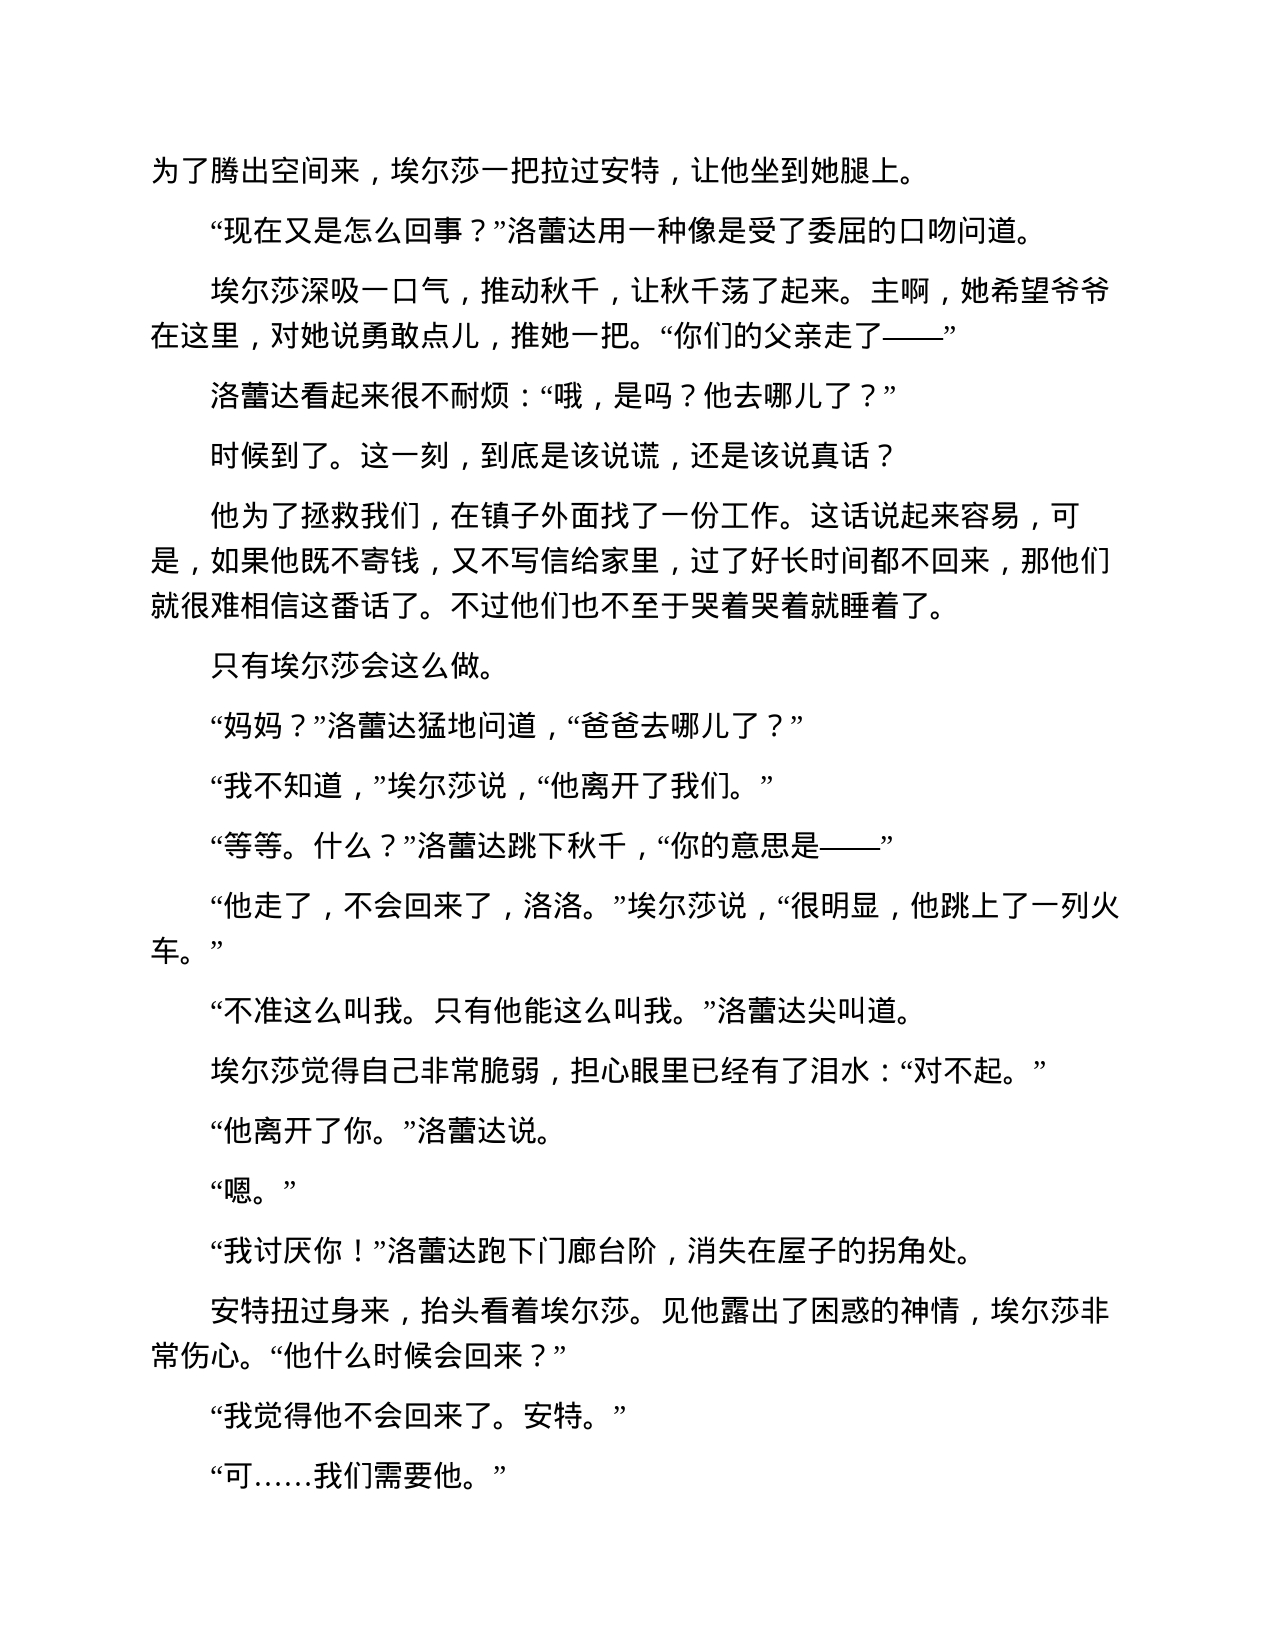 为了腾出空间来，埃尔莎一把拉过安特，让他坐到她腿上。
“现在又是怎么回事？”洛蕾达用一种像是受了委屈的口吻问道。
埃尔莎深吸一口气，推动秋千，让秋千荡了起来。主啊，她希望爷爷
在这里，对她说勇敢点儿，推她一把。“你们的父亲走了——”
洛蕾达看起来很不耐烦：“哦，是吗？他去哪儿了？”
时候到了。这一刻，到底是该说谎，还是该说真话？
他为了拯救我们，在镇子外面找了一份工作。这话说起来容易，可
是，如果他既不寄钱，又不写信给家里，过了好长时间都不回来，那他们
就很难相信这番话了。不过他们也不至于哭着哭着就睡着了。
只有埃尔莎会这么做。
“妈妈？”洛蕾达猛地问道，“爸爸去哪儿了？”
“我不知道，”埃尔莎说，“他离开了我们。”
“等等。什么？”洛蕾达跳下秋千，“你的意思是——”
“他走了，不会回来了，洛洛。”埃尔莎说，“很明显，他跳上了一列火
车。”
“不准这么叫我。只有他能这么叫我。”洛蕾达尖叫道。
埃尔莎觉得自己非常脆弱，担心眼里已经有了泪水：“对不起。”
“他离开了你。”洛蕾达说。
“嗯。”
“我讨厌你！”洛蕾达跑下门廊台阶，消失在屋子的拐角处。
安特扭过身来，抬头看着埃尔莎。见他露出了困惑的神情，埃尔莎非
常伤心。“他什么时候会回来？”
“我觉得他不会回来了。安特。”
“可……我们需要他。”